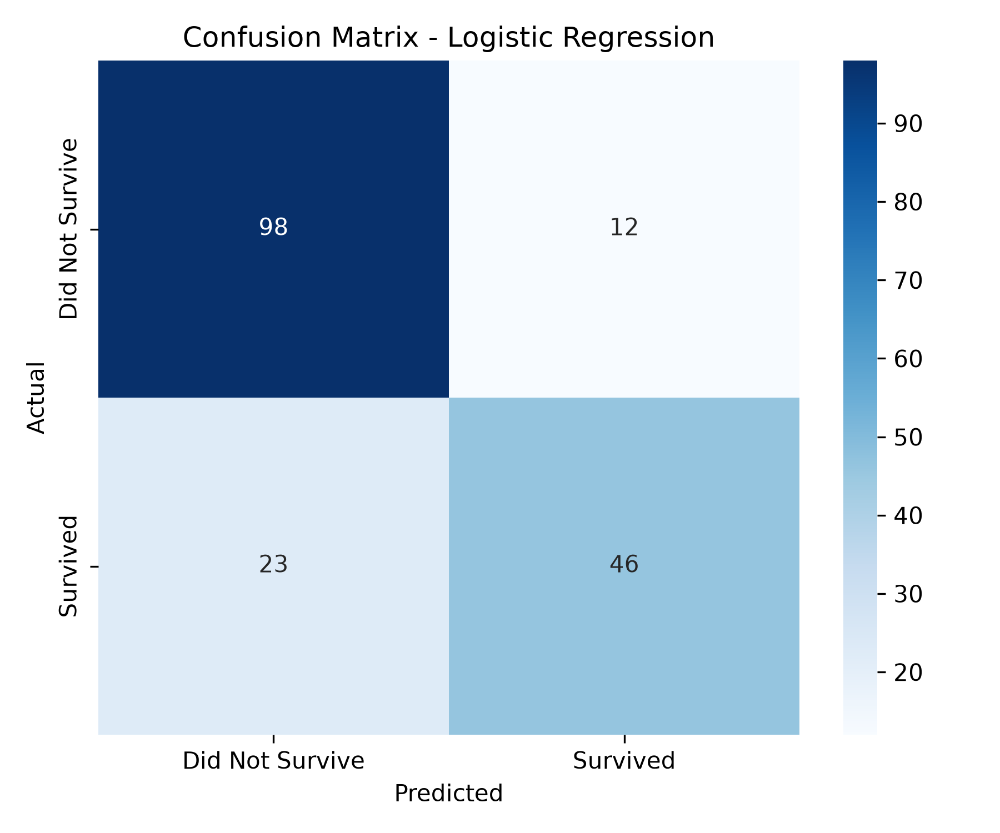 Confusion Matrix - Logistic Regression
Actual
Did Not Survive
Survived
98
12
23
46
Did Not Survive
Survived
Predicted
90
80
70
60
50
40
30
20